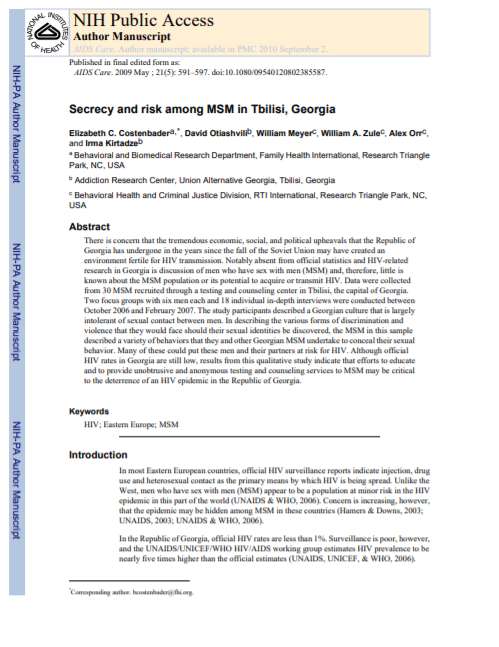 NATIONAL INSTITUTES OF HEALTH
NIH Public Access
Author Manuscript
AIDS Care. Author manuscript; available in PMC 2010 September 2.
NIH-PA Author Manuscript
NIH-PA Author Manuscript
NIH-PA Author Manuscript
Published in final edited form as:
AIDS Care. 2009 May ; 21(5): 591–597. doi:10.1080/09540120802385587.
Secrecy and risk among MSM in Tbilisi, Georgia
Elizabeth C. Costenbadera,*, David Otiashvilib, William Meyerc, William A. Zulec, Alex Orrc,
and Irma Kirtadzeb
a Behavioral and Biomedical Research Department, Family Health International, Research Triangle
Park, NC, USA
b Addiction Research Center, Union Alternative Georgia, Tbilisi, Georgia
c Behavioral Health and Criminal Justice Division, RTI International, Research Triangle Park, NC,
USA
Abstract
There is concern that the tremendous economic, social, and political upheavals that the Republic of
Georgia has undergone in the years since the fall of the Soviet Union may have created an
environment fertile for HIV transmission. Notably absent from official statistics and HIV-related
research in Georgia is discussion of men who have sex with men (MSM) and, therefore, little is
known about the MSM population or its potential to acquire or transmit HIV. Data were collected
from 30 MSM recruited through a testing and counseling center in Tbilisi, the capital of Georgia.
Two focus groups with six men each and 18 individual in-depth interviews were conducted between
October 2006 and February 2007. The study participants described a Georgian culture that is largely
intolerant of sexual contact between men. In describing the various forms of discrimination and
violence that they would face should their sexual identities be discovered, the MSM in this sample
described a variety of behaviors that they and other Georgian MSM undertake to conceal their sexual
behavior. Many of these could put these men and their partners at risk for HIV. Although official
HIV rates in Georgia are still low, results from this qualitative study indicate that efforts to educate
and to provide unobtrusive and anonymous testing and counseling services to MSM may be critical
to the deterrence of an HIV epidemic in the Republic of Georgia.
Keywords
HIV; Eastern Europe; MSM
Introduction
In most Eastern European countries, official HIV surveillance reports indicate injection, drug
use and heterosexual contact as the primary means by which HIV is being spread. Unlike the
West, men who have sex with men (MSM) appear to be a population at minor risk in the HIV
epidemic in this part of the world (UNAIDS & WHO, 2006). Concern is increasing, however,
that the epidemic may be hidden among MSM in these countries (Hamers & Downs, 2003;
UNAIDS, 2003; UNAIDS & WHO, 2006).
In the Republic of Georgia, official HIV rates are less than 1%. Surveillance is poor, however,
and the UNAIDS/UNICEF/WHO HIV/AIDS working group estimates HIV prevalence to be
nearly five times higher than the official estimates (UNAIDS, UNICEF, & WHO, 2006).
*Corresponding author. bcostenbader@fhi.org.